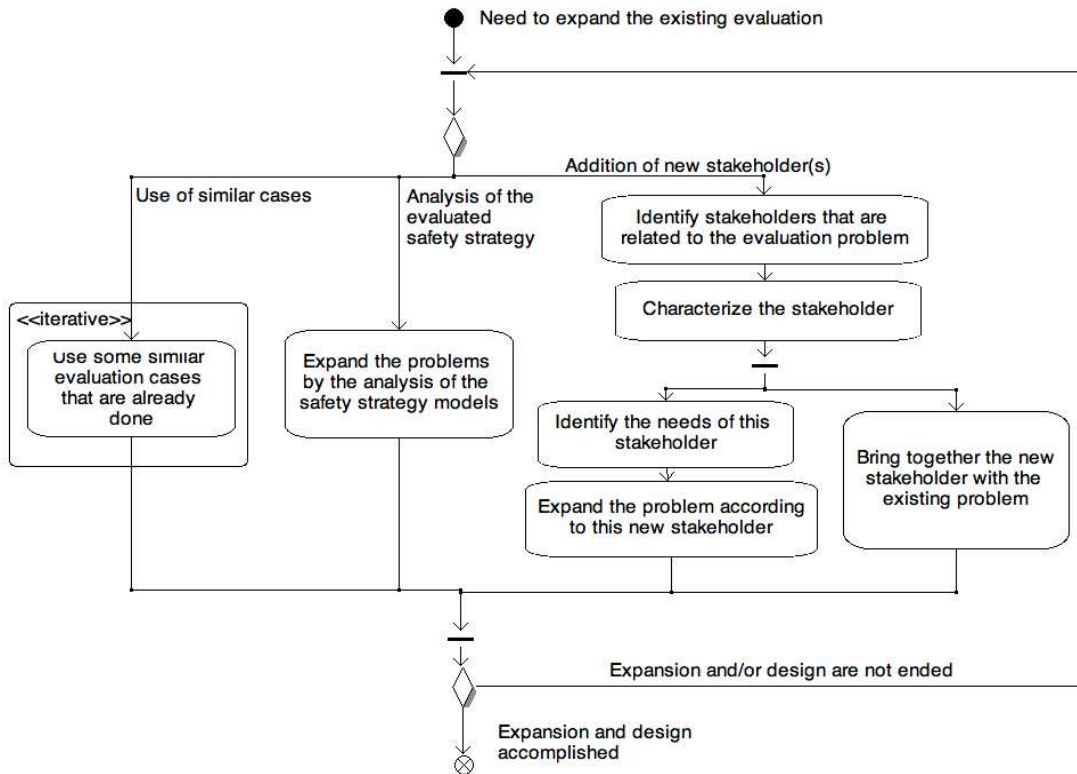 Need to expand the existing evaluation
Addition of new stakeholder(s)
Use of similar cases
Analysis of the
evaluated
safety strategy
Identify stakeholders that are
related to the evaluation problem
Characterize the stakeholder
<<iterative>>
Use some similar
evaluation cases
that are already
done
Expand the problems
by the analysis of the
safety strategy models
Identify the needs of this
stakeholder
Expand the problem according
to this new stakeholder
Bring together the new
stakeholder with the
existing problem
Expansion and/or design are not ended
Expansion and design
accomplished